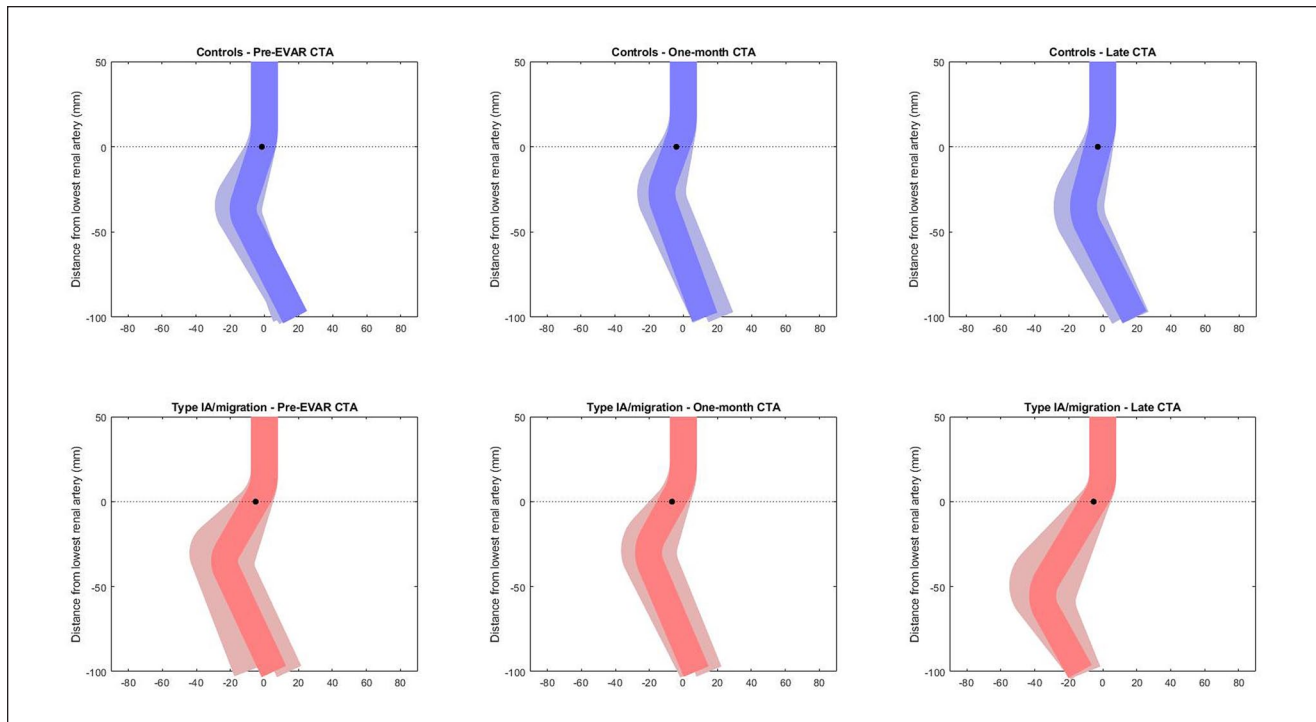 Controls - Pre-EVAR CTA
Distance from lowest renal artery (mm)
50
0
-50
-100
-80 -60 -40 -20 0 20 40 60 80
Controls - One-month CTA
Distance from lowest renal artery (mm)
50
0
-50
-100
-80 -60 -40 -20 0 20 40 60 80
Controls - Late CTA
Distance from lowest renal artery (mm)
50
0
-50
-100
-80 -60 -40 -20 0 20 40 60 80
Type IA/migration - Pre-EVAR CTA
Distance from lowest renal artery (mm)
50
0
-50
-100
-80 -60 -40 -20 0 20 40 60 80
Type IA/migration - One-month CTA
Distance from lowest renal artery (mm)
50
0
-50
-100
-80 -60 -40 -20 0 20 40 60 80
Type IA/migration - Late CTA
Distance from lowest renal artery (mm)
50
0
-50
-100
-80 -60 -40 -20 0 20 40 60 80